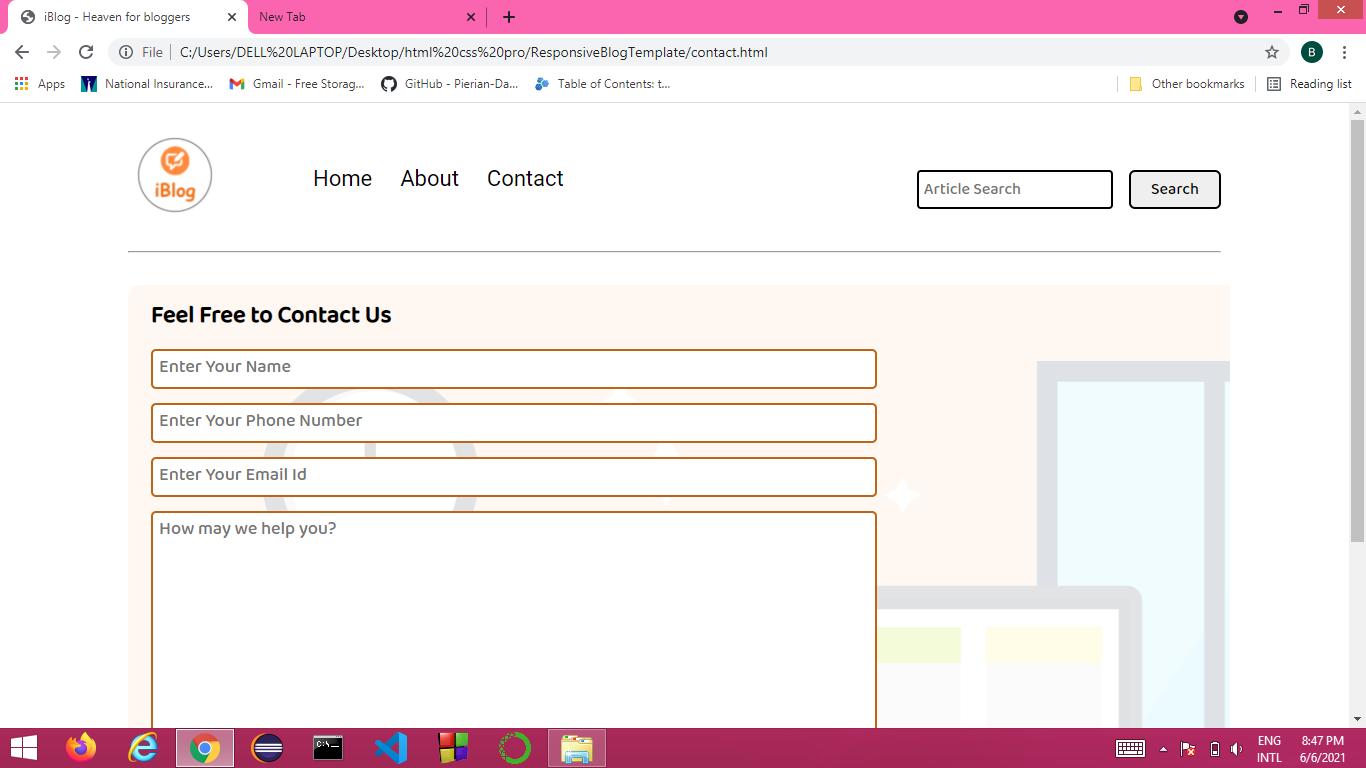 iBlog - Heaven for bloggers
New Tab
File
C:/Users/DELL%20LAPTOP/Desktop/html%20css%20pro/ResponsiveBlogTemplate/contact.html
B
Apps
National Insurance...
Gmail - Free Storag...
GitHub - Pierian-Da...
Table of Contents: t...
Other bookmarks
Reading list
iBlog
Home
About
Contact
Article Search
Search
Feel Free to Contact Us
Enter Your Name
Enter Your Phone Number
Enter Your Email Id
How may we help you?
C:\
ENG
INTL
8:47 PM
6/6/2021